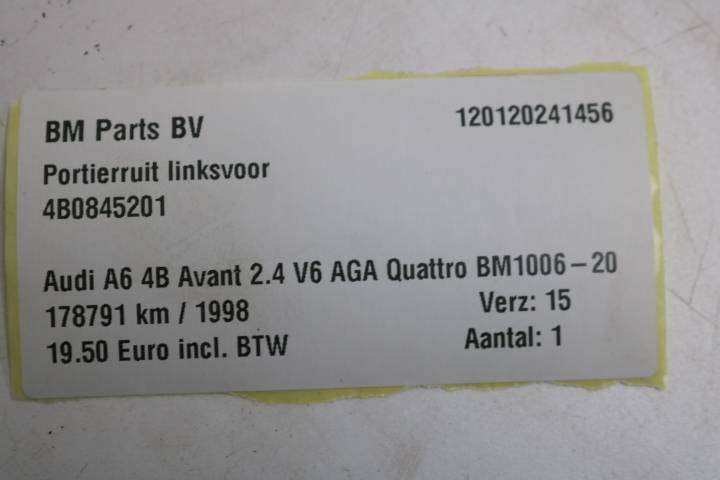 BM Parts BV 120120241456
Portierruit linksvoor
4B0845201
Audi A6 4B Avant 2.4 V6 AGA Quattro BM1006-20
178791 km / 1998 Verz: 15
19.50 Euro incl. BTW Aantal: 1